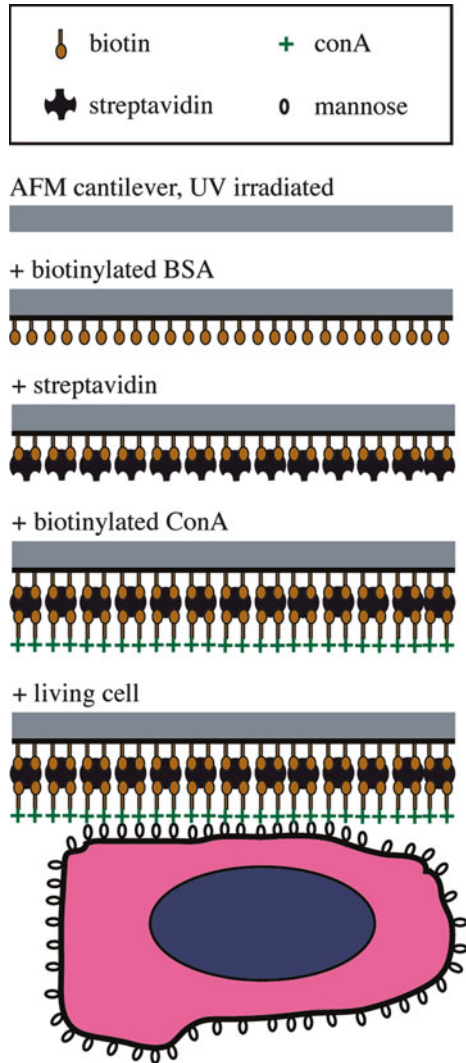 biotin
conA
streptavidin
mannose
AFM cantilever, UV irradiated
+ biotinylated BSA
+ streptavidin
+ biotinylated ConA
+ living cell